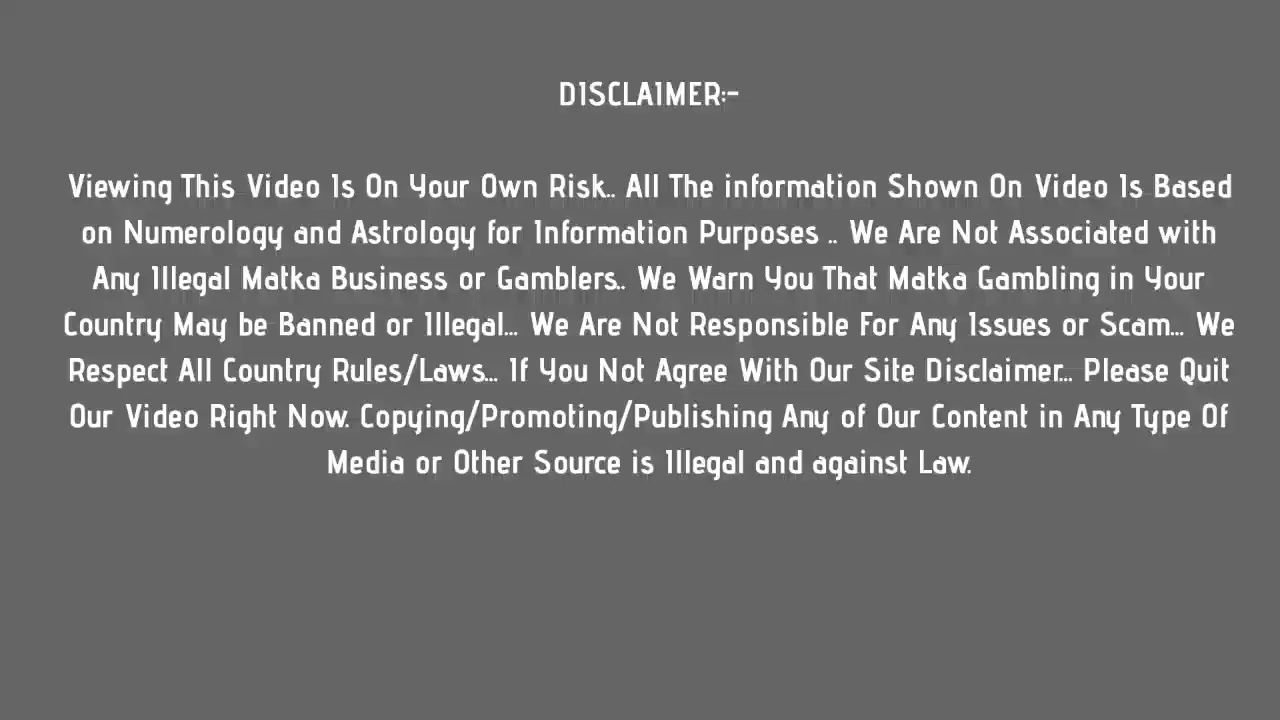 DISCLAIMER:-
Viewing This Video Is On Your Own Risk.. All The information Shown On Video Is Based
on Numerology and Astrology for Information Purposes .. We Are Not Associated with
Any Illegal Matka Business or Gamblers.. We Warn You That Matka Gambling in Your
Country May be Banned or Illegal... We Are Not Responsible For Any Issues or Scam... We
Respect All Country Rules/Laws... If You Not Agree With Our Site Disclaimer... Please Quit
Our Video Right Now. Copying/Promoting/Publishing Any of Our Content in Any Type Of
Media or Other Source is Illegal and against Law.